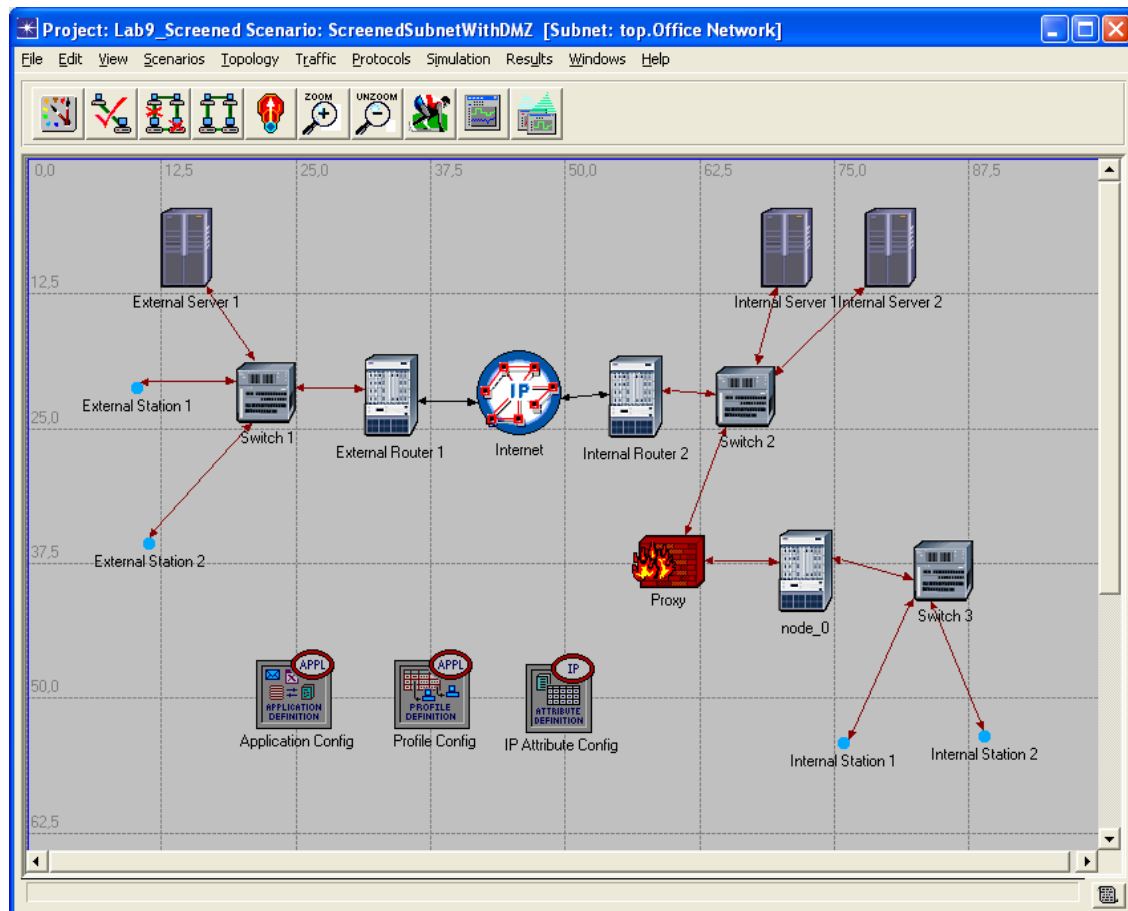 Project: Lab9_Screened Scenario: ScreenedSubnetWithDMZ [Subnet: top.Office Network]
File Edit View Scenarios Topology Traffic Protocols Simulation Results Windows Help
ZOOM UNZOOM
0,0 12,5 25,0 37,5 50,0 62,5 75,0 87,5
12,5
External Server 1
Internal Server 1
Internal Server 2
IP
External Station 1
25,0
Switch 1
External Router 1
Internet
Internal Router 2
Switch 2
37,5
External Station 2
Proxy
node_0
Switch 3
APPL
APPLICATION
DEFINITION
Application Config
APPL
PROFILE
DEFINITION
Profile Config
IP
ATTRIBUTE
DEFINITION
IP Attribute Config
50,0
Internal Station 1
Internal Station 2
62,5